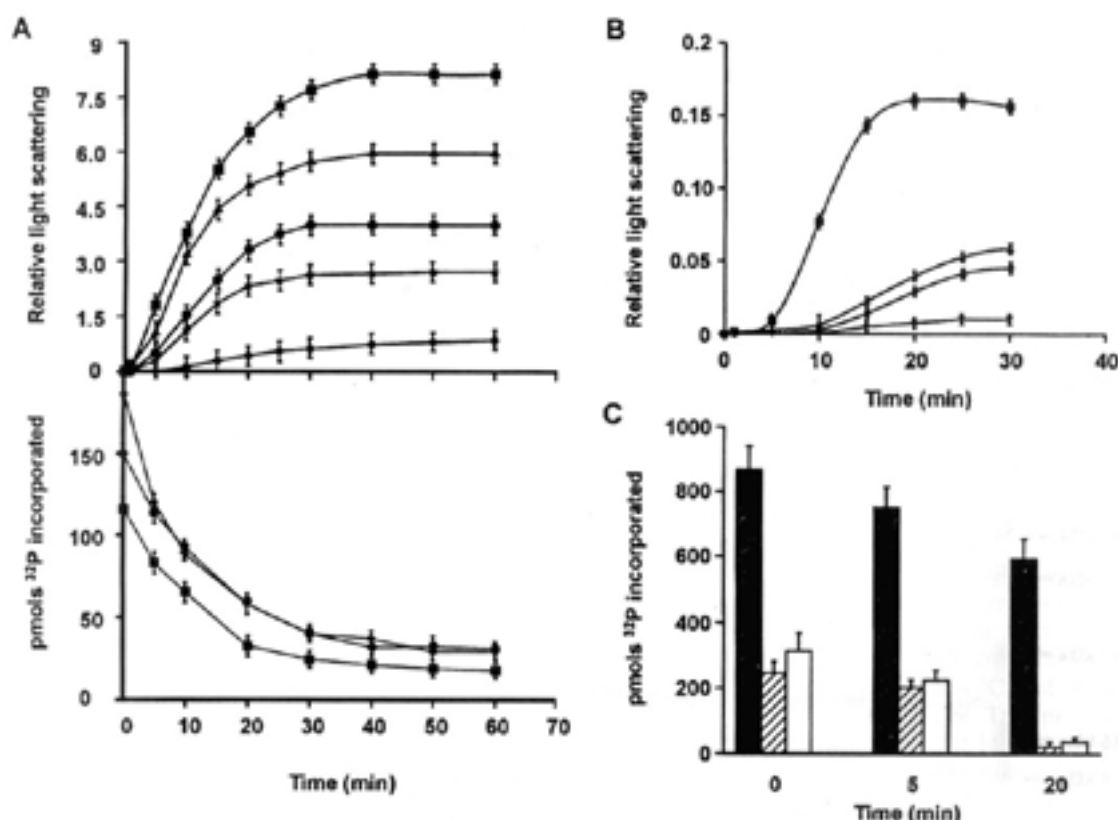 A
9
7.5
6.0
4.5
3.0
1.5
0
Relative light scattering
150
100
50
0
pmols ³²P incorporated
0 10 20 30 40 50 60 70
Time (min)
B
0.2
0.15
0.1
0.05
0
Relative light scattering
0 10 20 30 40
Time (min)
C
1000
800
600
400
200
0
pmols ³²P incorporated
0 5 20
Time (min)